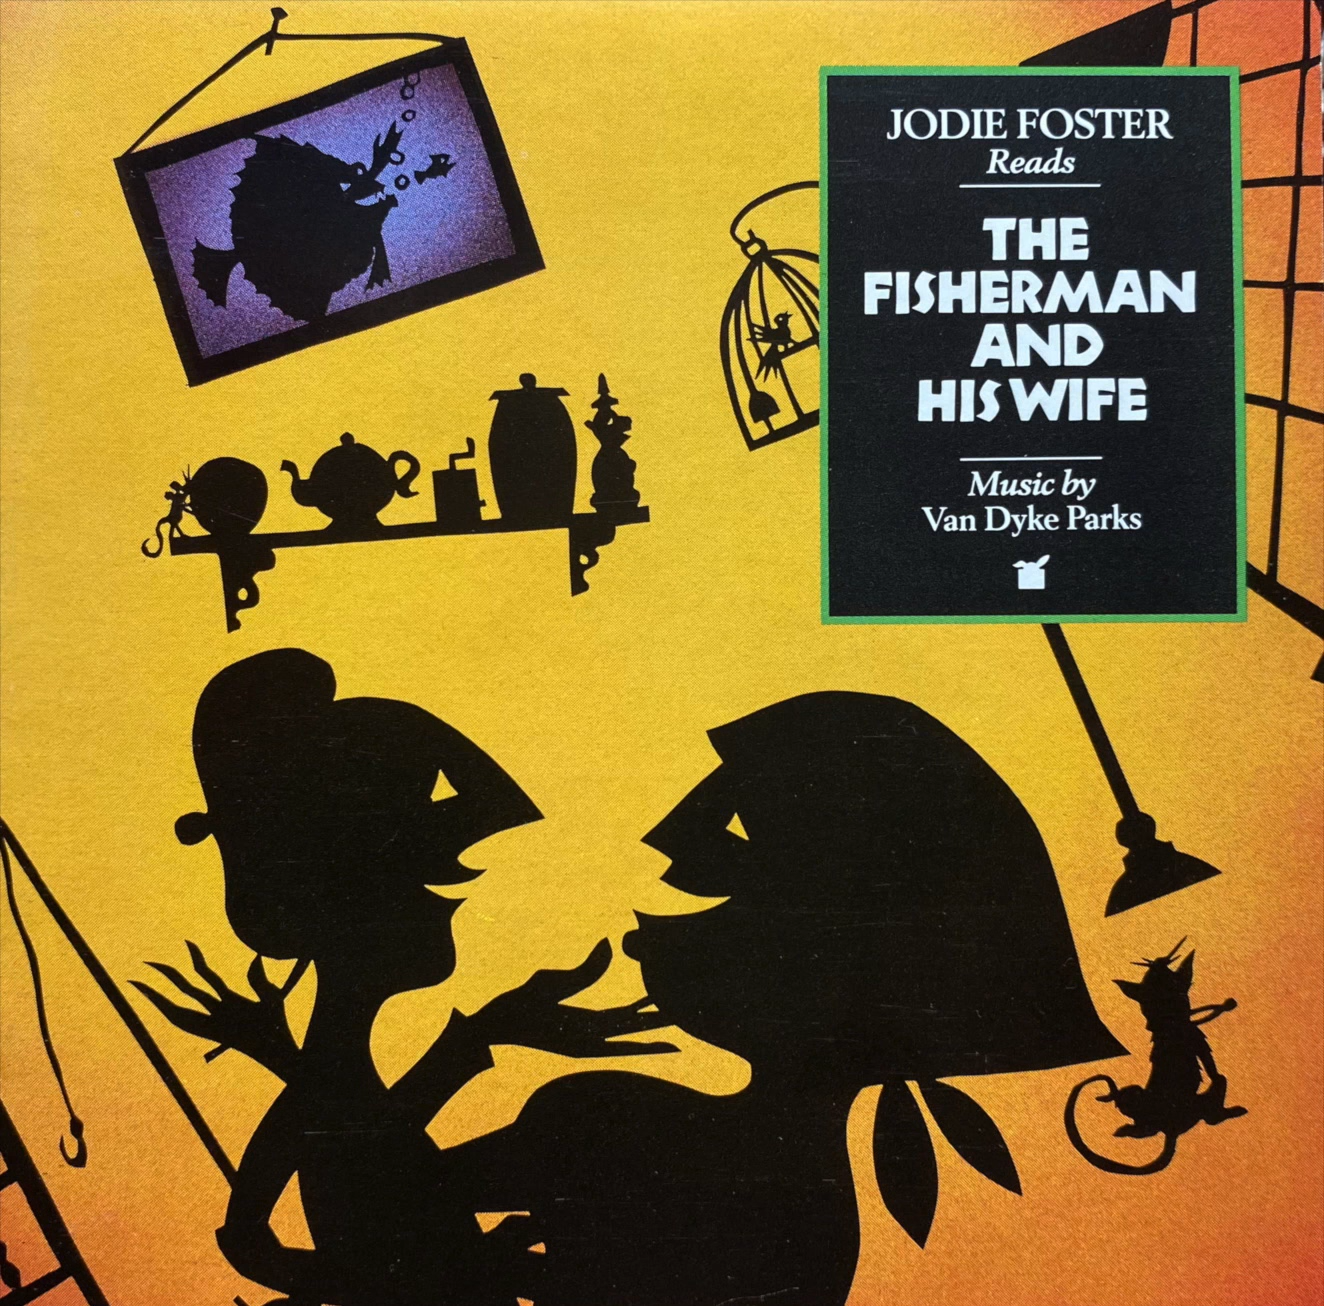 JODIE FOSTER
Reads
THE
FISHERMAN
AND
HIS WIFE
Music by
Van Dyke Parks